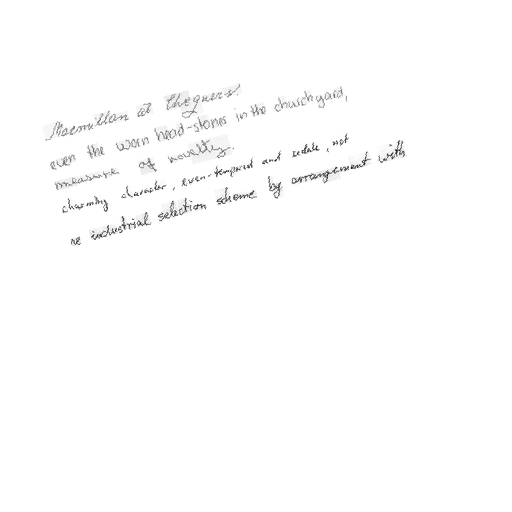 Macmillan at Chequers.
even the worn head-stones in the churchyard,
measure of novelty.
charming character, even-tempered and sedate, not
re industrial selection scheme by arrangement with